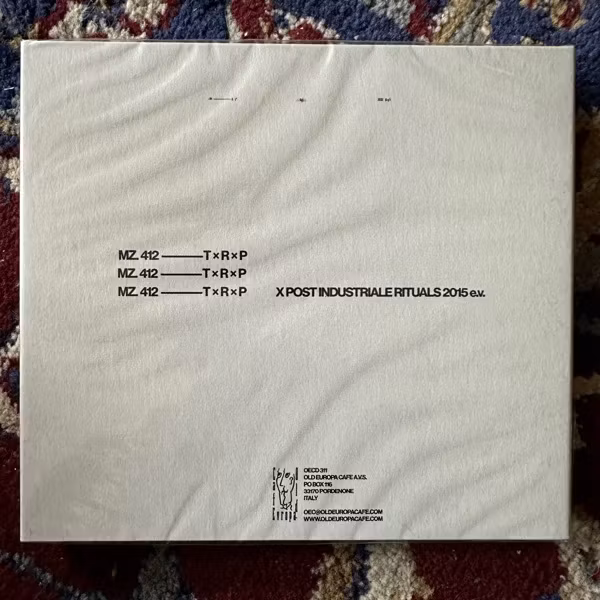 MZ. 412 ——— T×R×P
MZ. 412 ——— T×R×P
MZ. 412 ——— T×R×P X POST INDUSTRIALE RITUALS 2015 e.v.
OECD 311
OLD EUROPA CAFE A.V.S.
PO BOX 116
33170 PORDENONE
ITALY
OEC@OLDEUROPACAFE.COM
WWW.OLDEUROPACAFE.COM